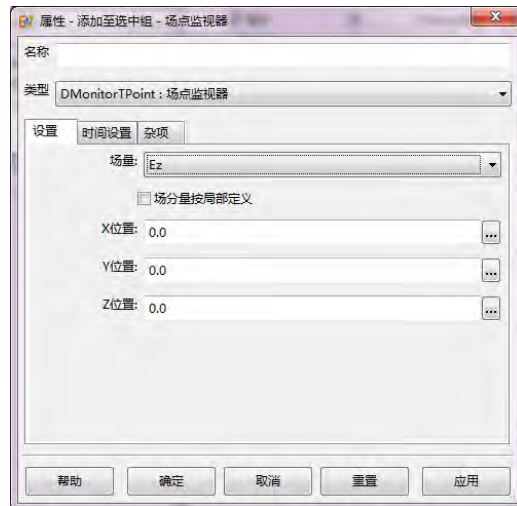 属性 - 添加至选中组 - 场点监视器
名称
类型 DMonitorTPoint : 场点监视器
设置 时间设置 杂项
场量: Ez
场分量按局部定义
X位置: 0.0 ...
Y位置: 0.0 ...
Z位置: 0.0 ...
帮助 确定 取消 重置 应用